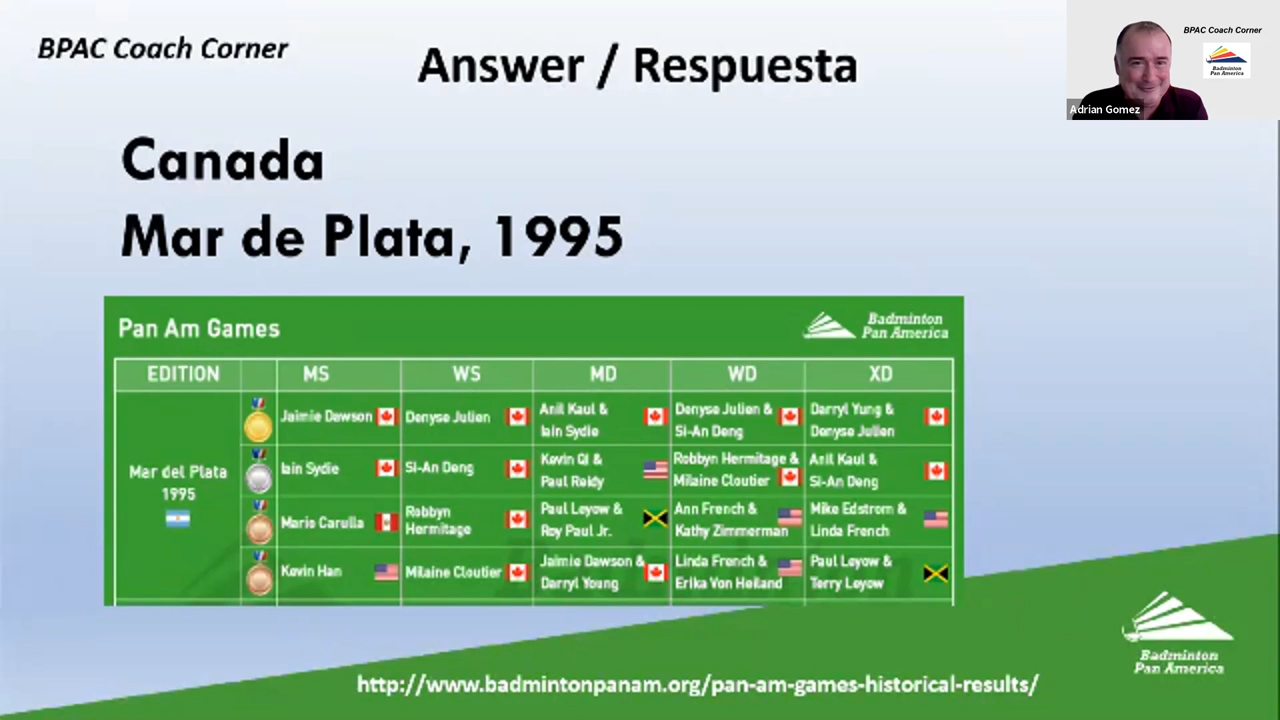 BPAC Coach Corner
Answer / Respuesta
BPAC Coach Corner
Badminton
Pan America
Adrian Gomez
Canada
Mar de Plata, 1995
Pan Am Games
Badminton
Pan America
EDITION MS WS MD WD XD
Mar del Plata
1995
Jaimie Dawson
Denyse Julien
Anil Kaul &
Iain Sydie
Denyse Julien &
Si-An Deng
Darryl Yung &
Denyse Julien
Iain Sydie
Si-An Deng
Kevin Qi &
Paul Reidy
Robbyn Hermitage &
Milaine Cloutier
Anil Kaul &
Si-An Deng
Mario Carulla
Robbyn
Hermitage
Paul Leyow &
Roy Paul Jr.
Ann French &
Kathy Zimmerman
Mike Edstrom &
Linda French
Kevin Han
Milaine Cloutier
Jaimie Dawson &
Darryl Young
Linda French &
Erika Von Heiland
Paul Leyow &
Terry Leyow
Badminton
Pan America
http://www.badmintonpanam.org/pan-am-games-historical-results/